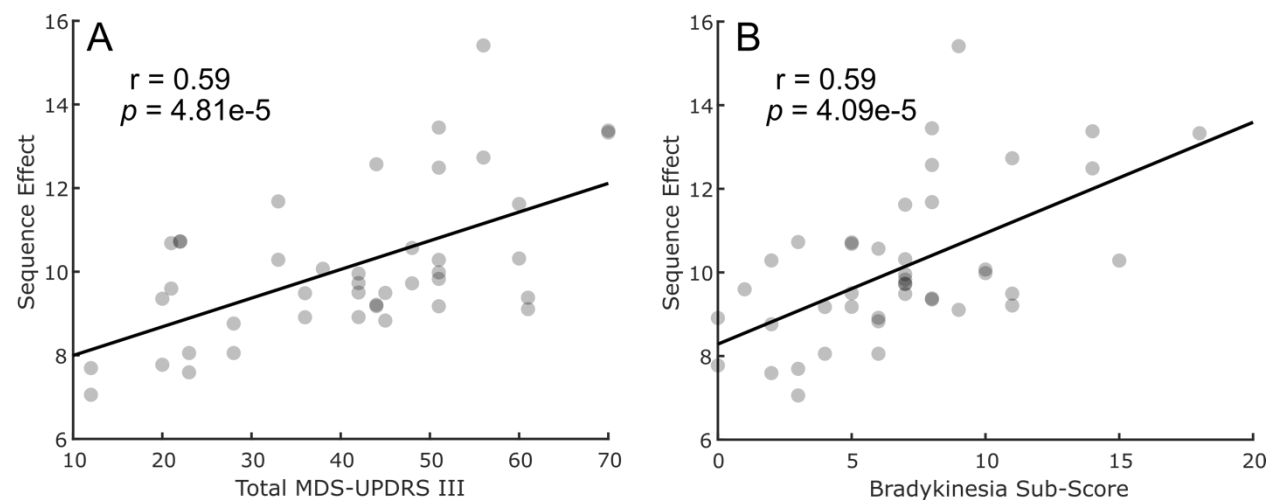 A
r = 0.59
p = 4.81e-5
Sequence Effect
16
14
12
10
8
6
10 20 30 40 50 60 70
Total MDS-UPDRS III
B
r = 0.59
p = 4.09e-5
Sequence Effect
16
14
12
10
8
6
0 5 10 15 20
Bradykinesia Sub-Score